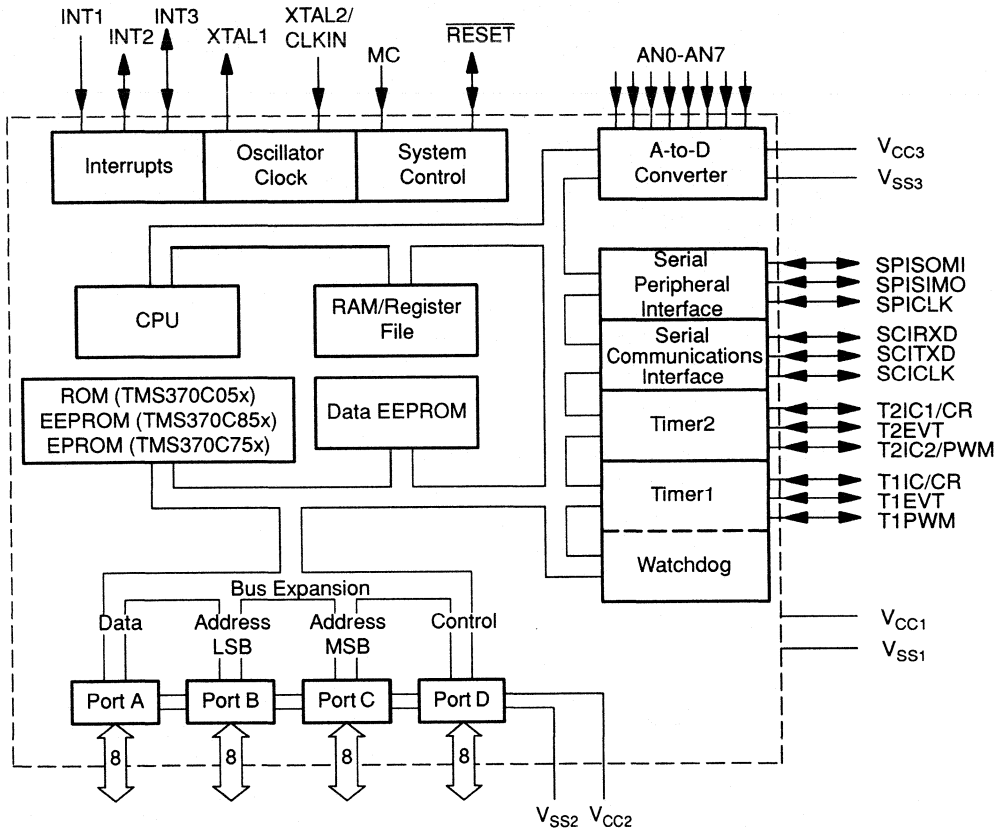 INT1
INT2
INT3
XTAL1
XTAL2/
CLKIN
MC
RESET
AN0-AN7
Interrupts
Oscillator
Clock
System
Control
A-to-D
Converter
VCC3
VSS3
CPU
RAM/Register
File
Serial
Peripheral
Interface
SPISOMI
SPISIMO
SPICLK
Serial
Communications
Interface
SCIRXD
SCITXD
SCICLK
ROM (TMS370C05x)
EEPROM (TMS370C85x)
EPROM (TMS370C75x)
Data EEPROM
Timer2
T2IC1/CR
T2EVT
T2IC2/PWM
Timer1
T1IC/CR
T1EVT
T1PWM
Watchdog
Bus Expansion
Data
Address
LSB
Address
MSB
Control
VCC1
VSS1
Port A
Port B
Port C
Port D
8
8
8
8
VSS2
VCC2